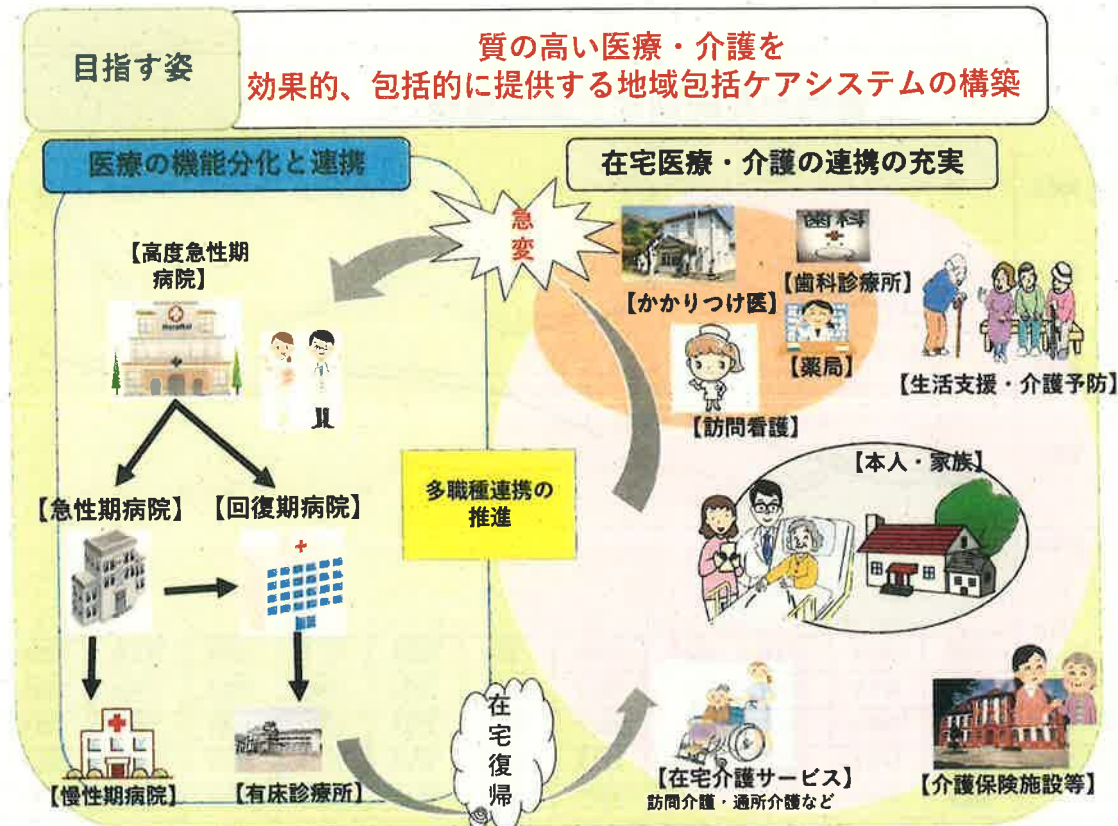 目指す姿
質の高い医療・介護を
効果的、包括的に提供する地域包括ケアシステムの構築
医療の機能分化と連携
在宅医療・介護の連携の充実
急変
【高度急性期
病院】
Hospital
歯科
【かかりつけ医】
【歯科診療所】
【薬局】
【訪問看護】
【生活支援・介護予防】
【急性期病院】
【回復期病院】
多職種連携の
推進
【本人・家族】
在宅復帰
【慢性期病院】
【有床診療所】
【在宅介護サービス】
訪問介護・通所介護など
【介護保険施設等】